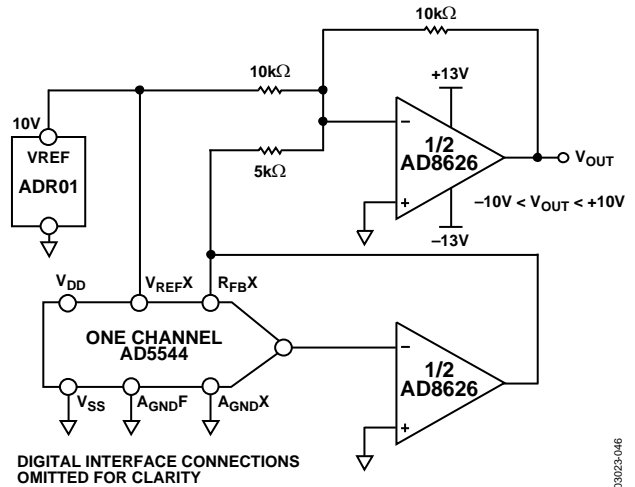 10kΩ
10kΩ
+13V
10V
VREF
ADR01
5kΩ
–
1/2
AD8626
+
VOUT
–10V < VOUT < +10V
–13V
VDD
VREFX
RFBX
ONE CHANNEL
AD5544
–
1/2
AD8626
+
VSS
AGNDF
AGNDX
DIGITAL INTERFACE CONNECTIONS
OMITTED FOR CLARITY
03023-046